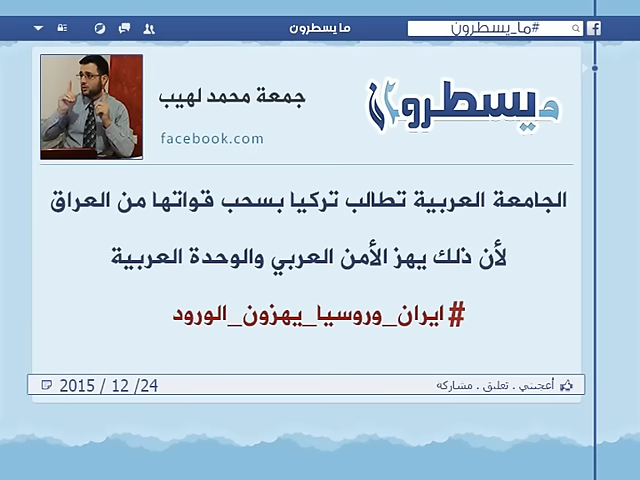 ما يسطرون
#ما_يسطرون
ما يسطرون
جمعة محمد لهيب
facebook.com
الجامعة العربية تطالب تركيا بسحب قواتها من العراق
لأن ذلك يهز الأمن العربي والوحدة العربية
#ايران_وروسيا_يهزون_الورود
أعجبني . تعليق . مشاركه
2015 / 12 /24